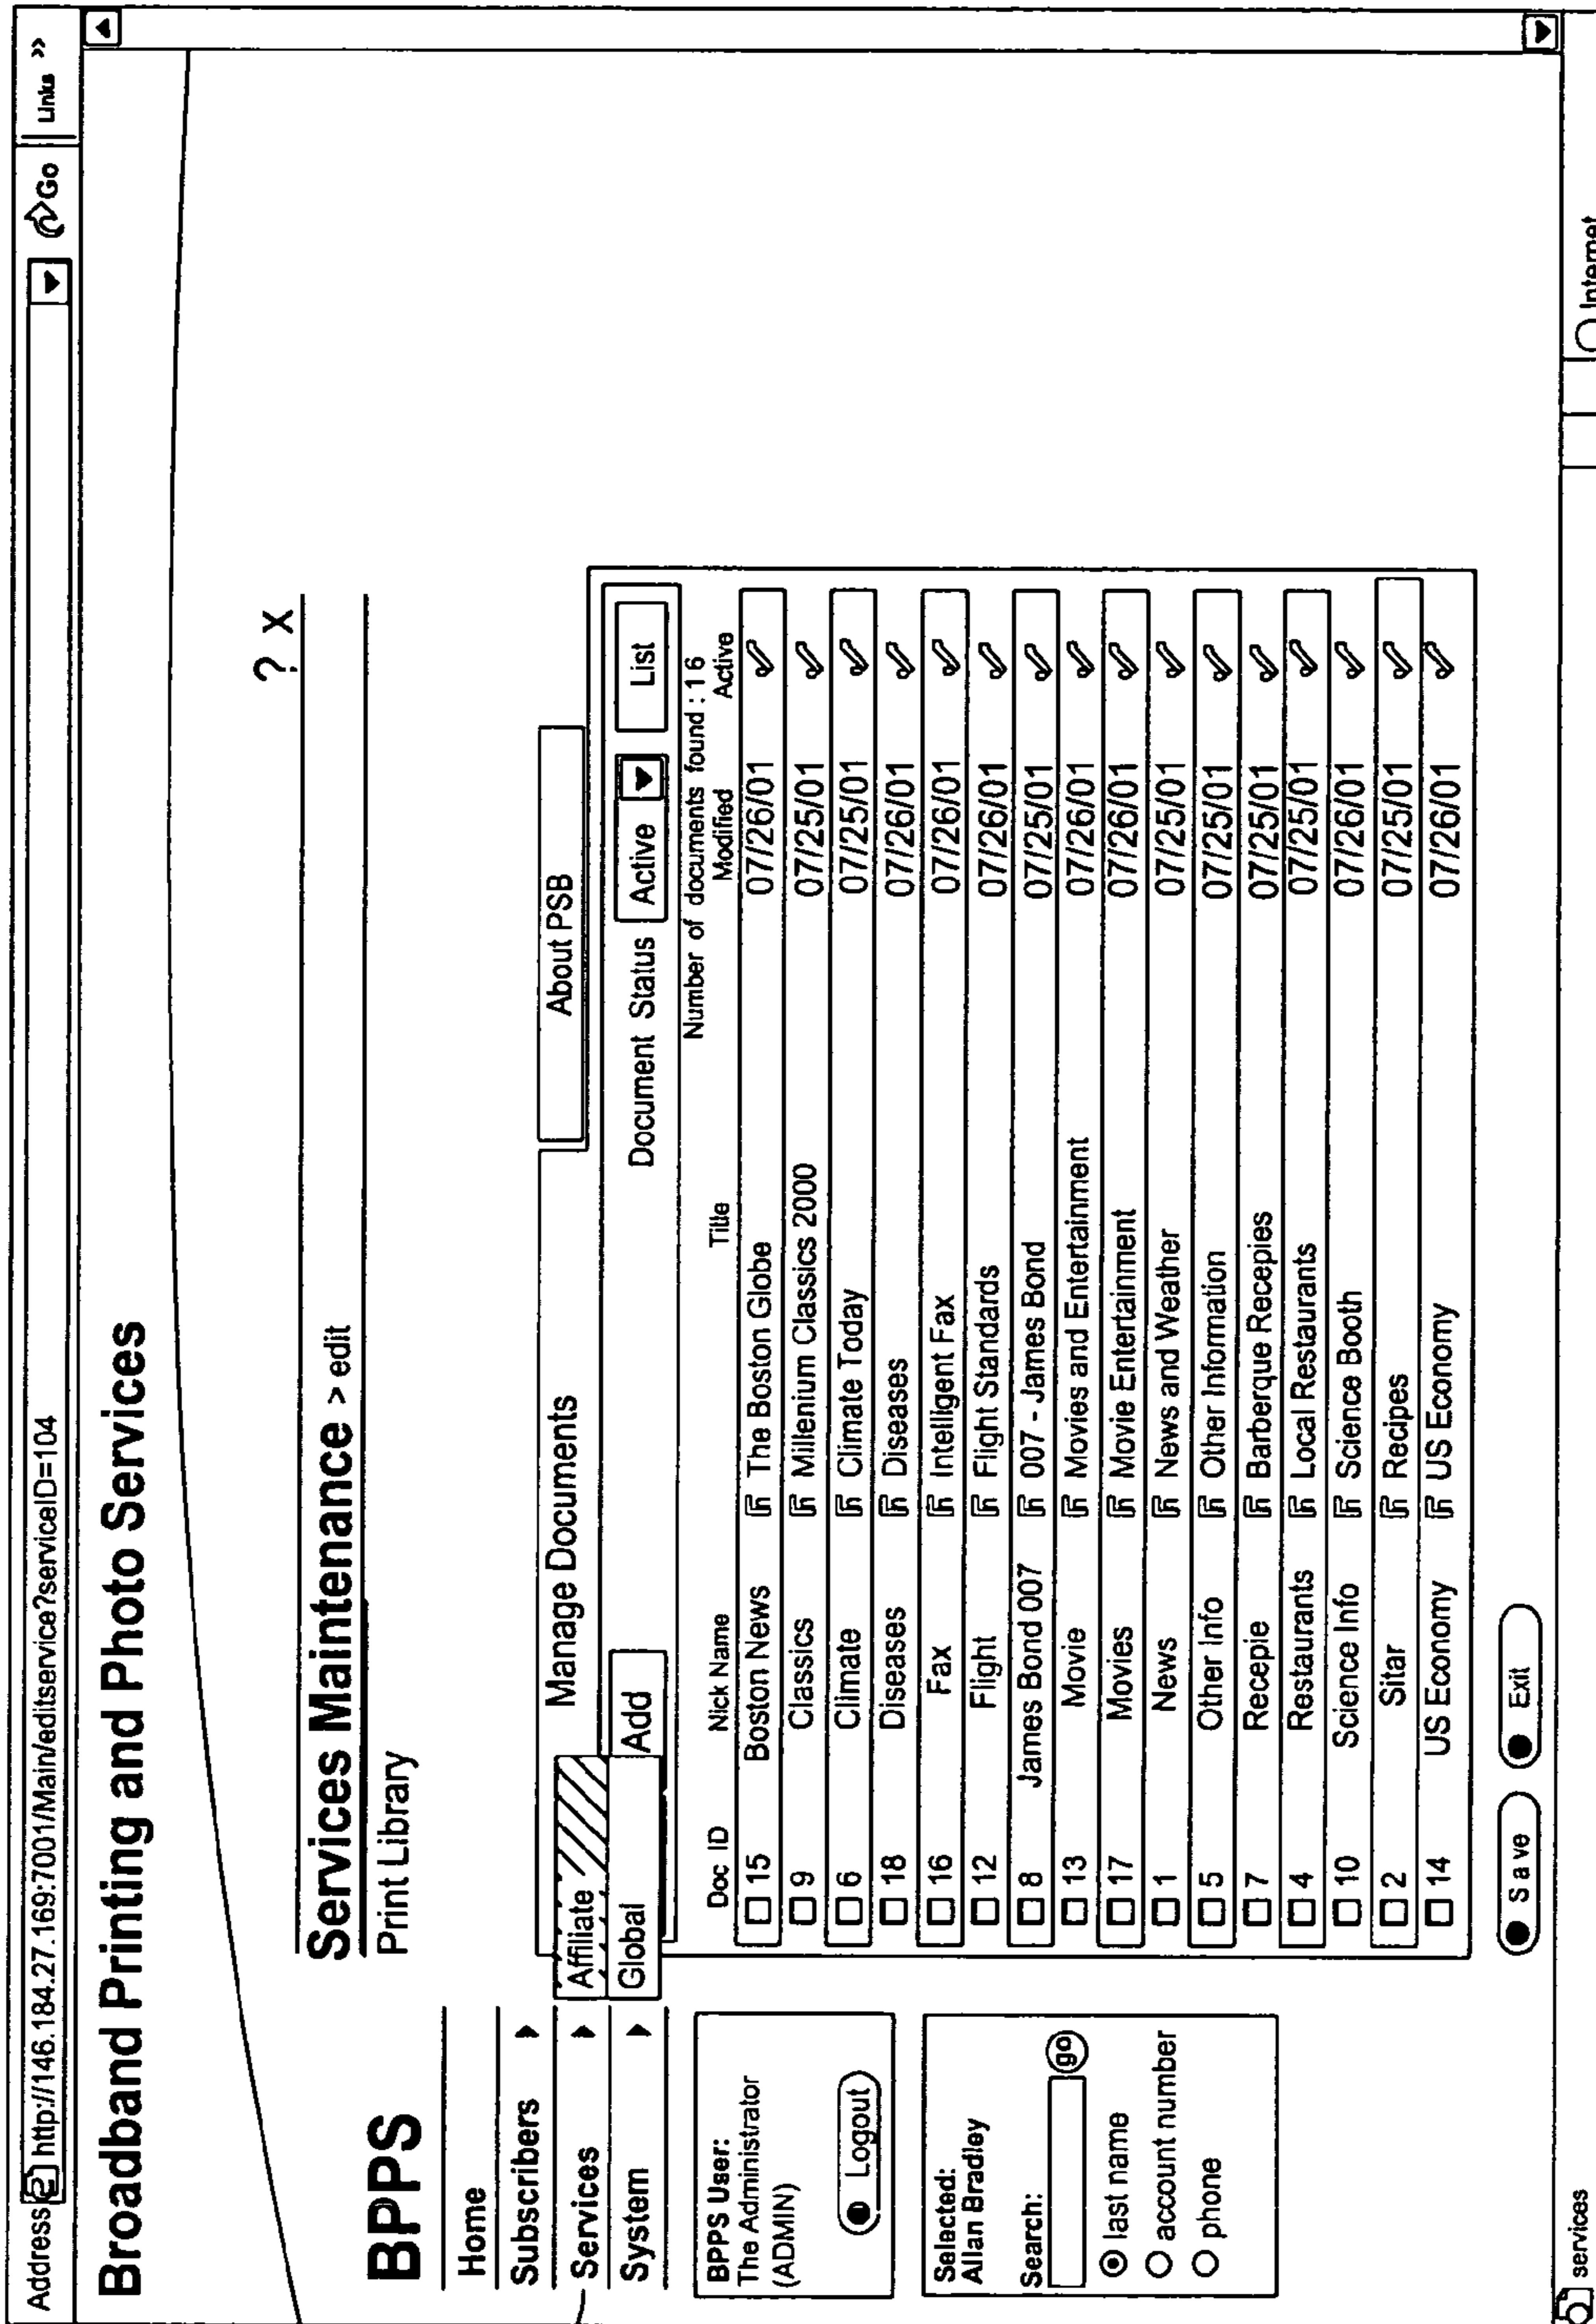 Address http://146.184.27.169:7001/Main/editservice?serviceID=104 Go Links »
Broadband Printing and Photo Services
BPPS
Home
Subscribers
Services
System
Affiliate
Global
BPPS User:
The Administrator
(ADMIN)
Logout
Selected:
Allan Bradley
Search:
go
last name
account number
phone
? X
Services Maintenance > edit
Print Library
Manage Documents About PSB
Add Document Status Active List
Number of documents found : 16
Doc ID Nick Name Title Modified Active
15 Boston News The Boston Globe 07/26/01
9 Classics Millenium Classics 2000 07/25/01
6 Climate Climate Today 07/25/01
18 Diseases Diseases 07/26/01
16 Fax Intelligent Fax 07/26/01
12 Flight Flight Standards 07/26/01
8 James Bond 007 007 - James Bond 07/25/01
13 Movie Movies and Entertainment 07/26/01
17 Movies Movie Entertainment 07/26/01
1 News News and Weather 07/25/01
5 Other Info Other Information 07/25/01
7 Recepie Barberque Recepies 07/25/01
4 Restaurants Local Restaurants 07/25/01
10 Science Info Science Booth 07/26/01
2 Sitar Recipes 07/25/01
14 US Economy US Economy 07/26/01
Save Exit
services Internet